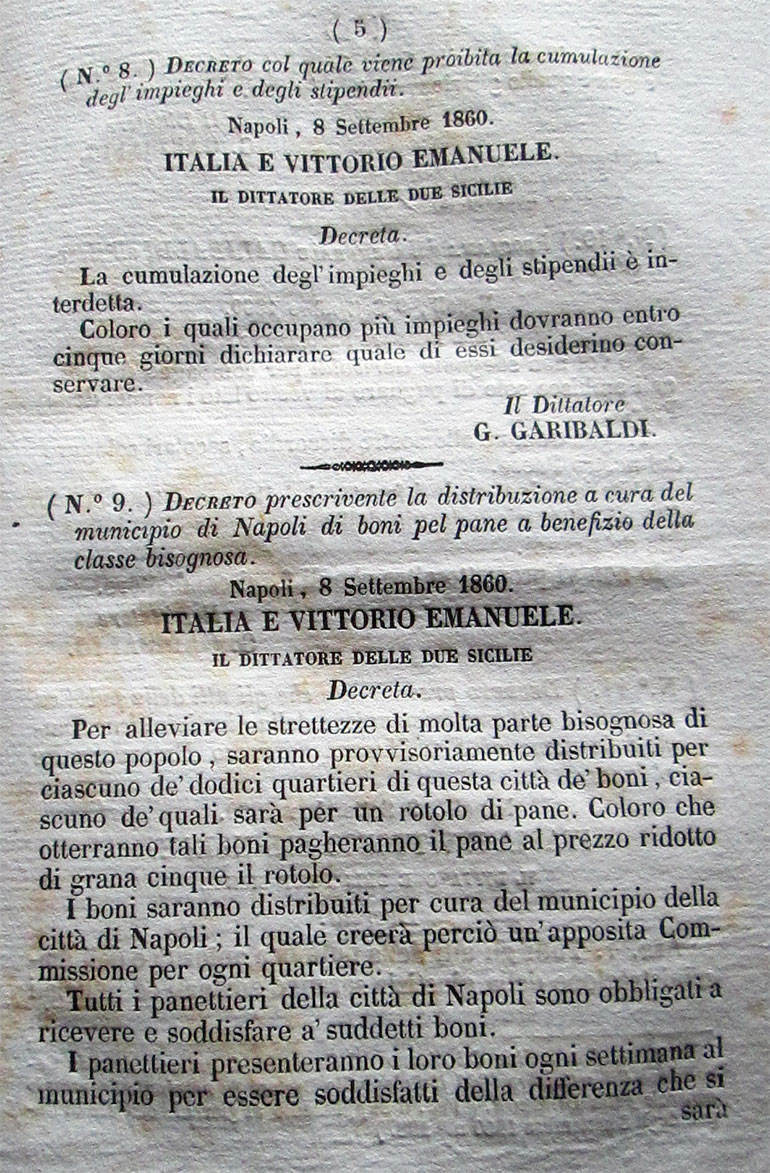 ( 5 )
( N.º 8. ) DECRETO col quale viene proibita la cumulazione
degl' impieghi e degli stipendii.
Napoli , 8 Settembre 1860.
ITALIA E VITTORIO EMANUELE.
IL DITTATORE DELLE DUE SICILIE
Decreta.
La cumulazione degl' impieghi e degli stipendii è in-
terdetta.
Coloro i quali occupano più impieghi dovranno entro
cinque giorni dichiarare quale di essi desiderino con-
servare.
Il Dittatore
G. GARIBALDI.
( N.º 9. ) DECRETO prescrivente la distribuzione a cura del
municipio di Napoli di boni pel pane a benefizio della
classe bisognosa.
Napoli , 8 Settembre 1860.
ITALIA E VITTORIO EMANUELE.
IL DITTATORE DELLE DUE SICILIE
Decreta.
Per alleviare le strettezze di molta parte bisognosa di
questo popolo , saranno provvisoriamente distribuiti per
ciascuno de' dodici quartieri di questa città de' boni , cia-
scuno de' quali sarà per un rotolo di pane. Coloro che
otterranno tali boni pagheranno il pane al prezzo ridotto
di grana cinque il rotolo.
I boni saranno distribuiti per cura del municipio della
città di Napoli ; il quale creerà perciò un' apposita Com-
missione per ogni quartiere.
Tutti i panettieri della città di Napoli sono obbligati a
ricevere e soddisfare a' suddetti boni.
I panettieri presenteranno i loro boni ogni settimana al
municipio per essere soddisfatti della differenza che si
sarà